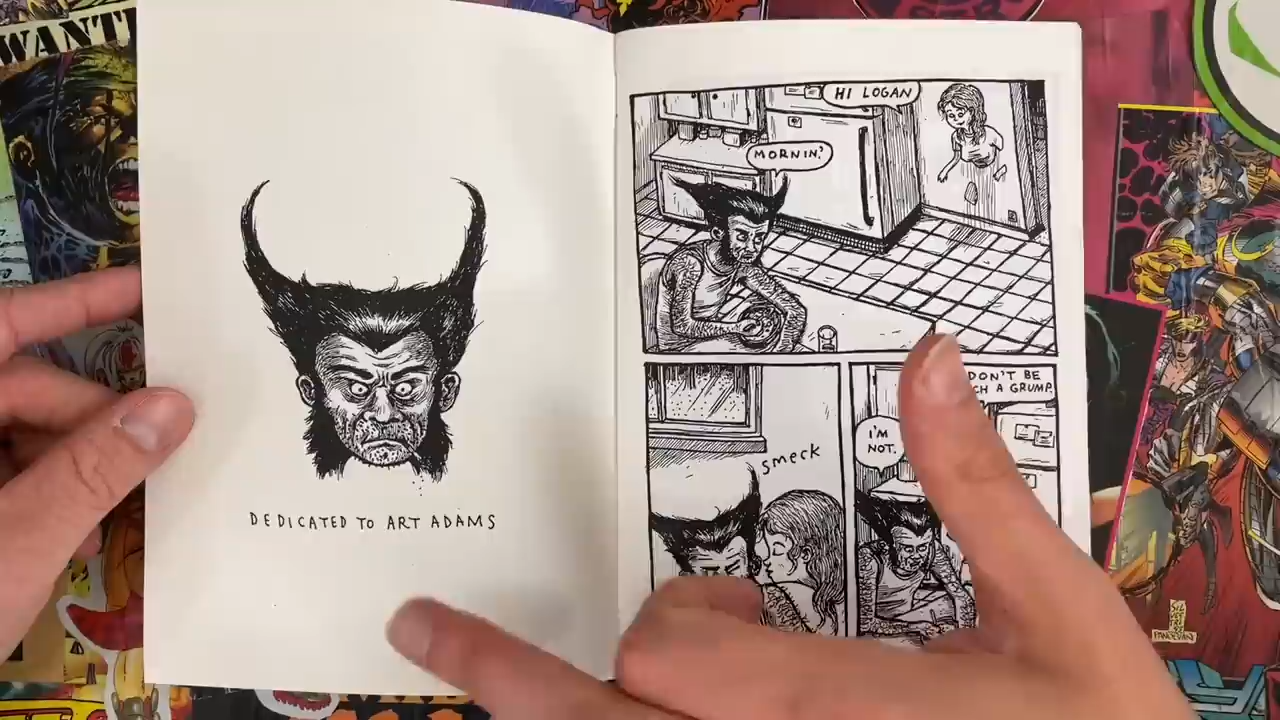 WANT
DEDICATED TO ART ADAMS
HI LOGAN
MORNIN'
smeck
DON'T BE
A GRUMP.
I'M
NOT.